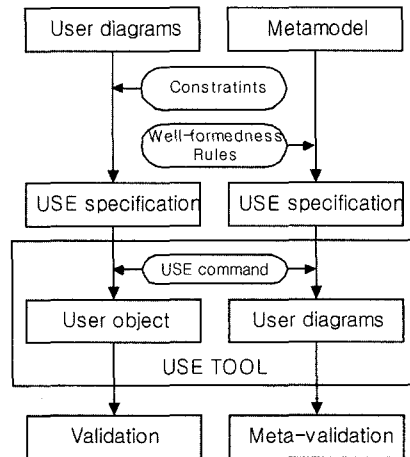 User diagrams
Metamodel
Constratints
Well-formedness
Rules
USE specification
USE specification
USE command
User object
User diagrams
USE TOOL
Validation
Meta-validation